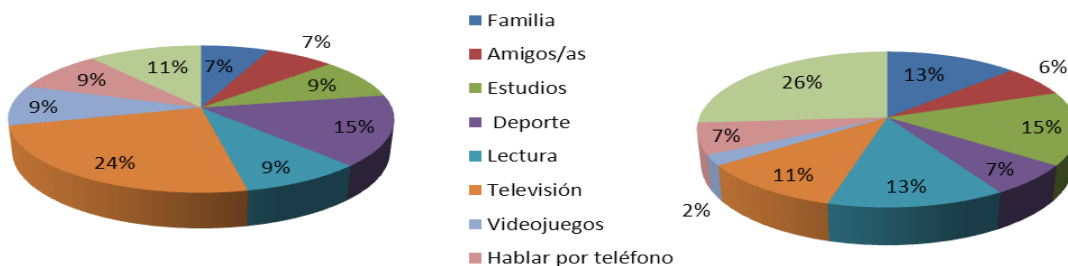 7%
7%
9%
15%
9%
24%
9%
9%
11%
Familia
Amigos/as
Estudios
Deporte
Lectura
Televisión
Videojuegos
Hablar por teléfono
13%
6%
15%
7%
13%
11%
2%
7%
26%